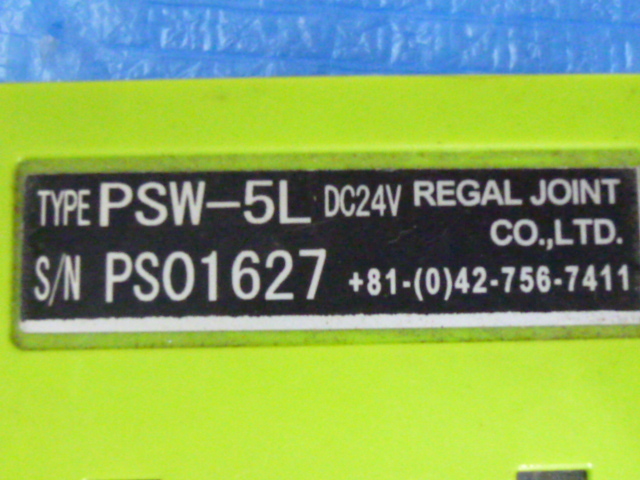 TYPE PSW-5L DC24V REGAL JOINT
CO.,LTD.
S/N PS01627 +81-(0)42-756-7411